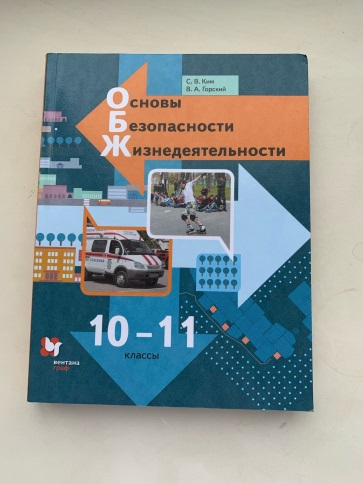 С. В. Ким
В. А. Горский
Основы
Безопасности
Жизнедеятельности
10–11
классы
вентана
граф